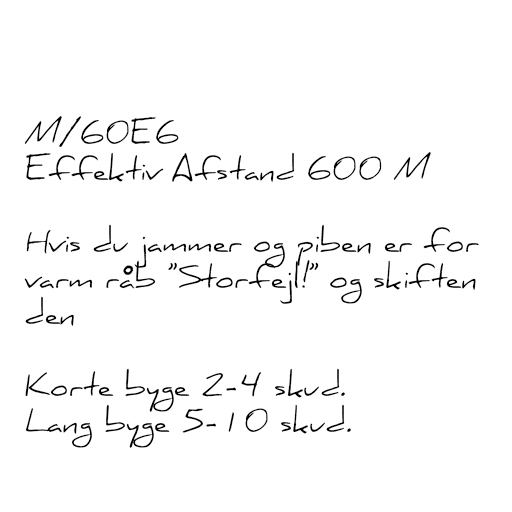 M/60E6
Effektiv Afstand 600 M
Hvis du jammer og piben er for
varm råb "Storfejl!" og skiften
den
Korte byge 2-4 skud.
Lang byge 5-10 skud.